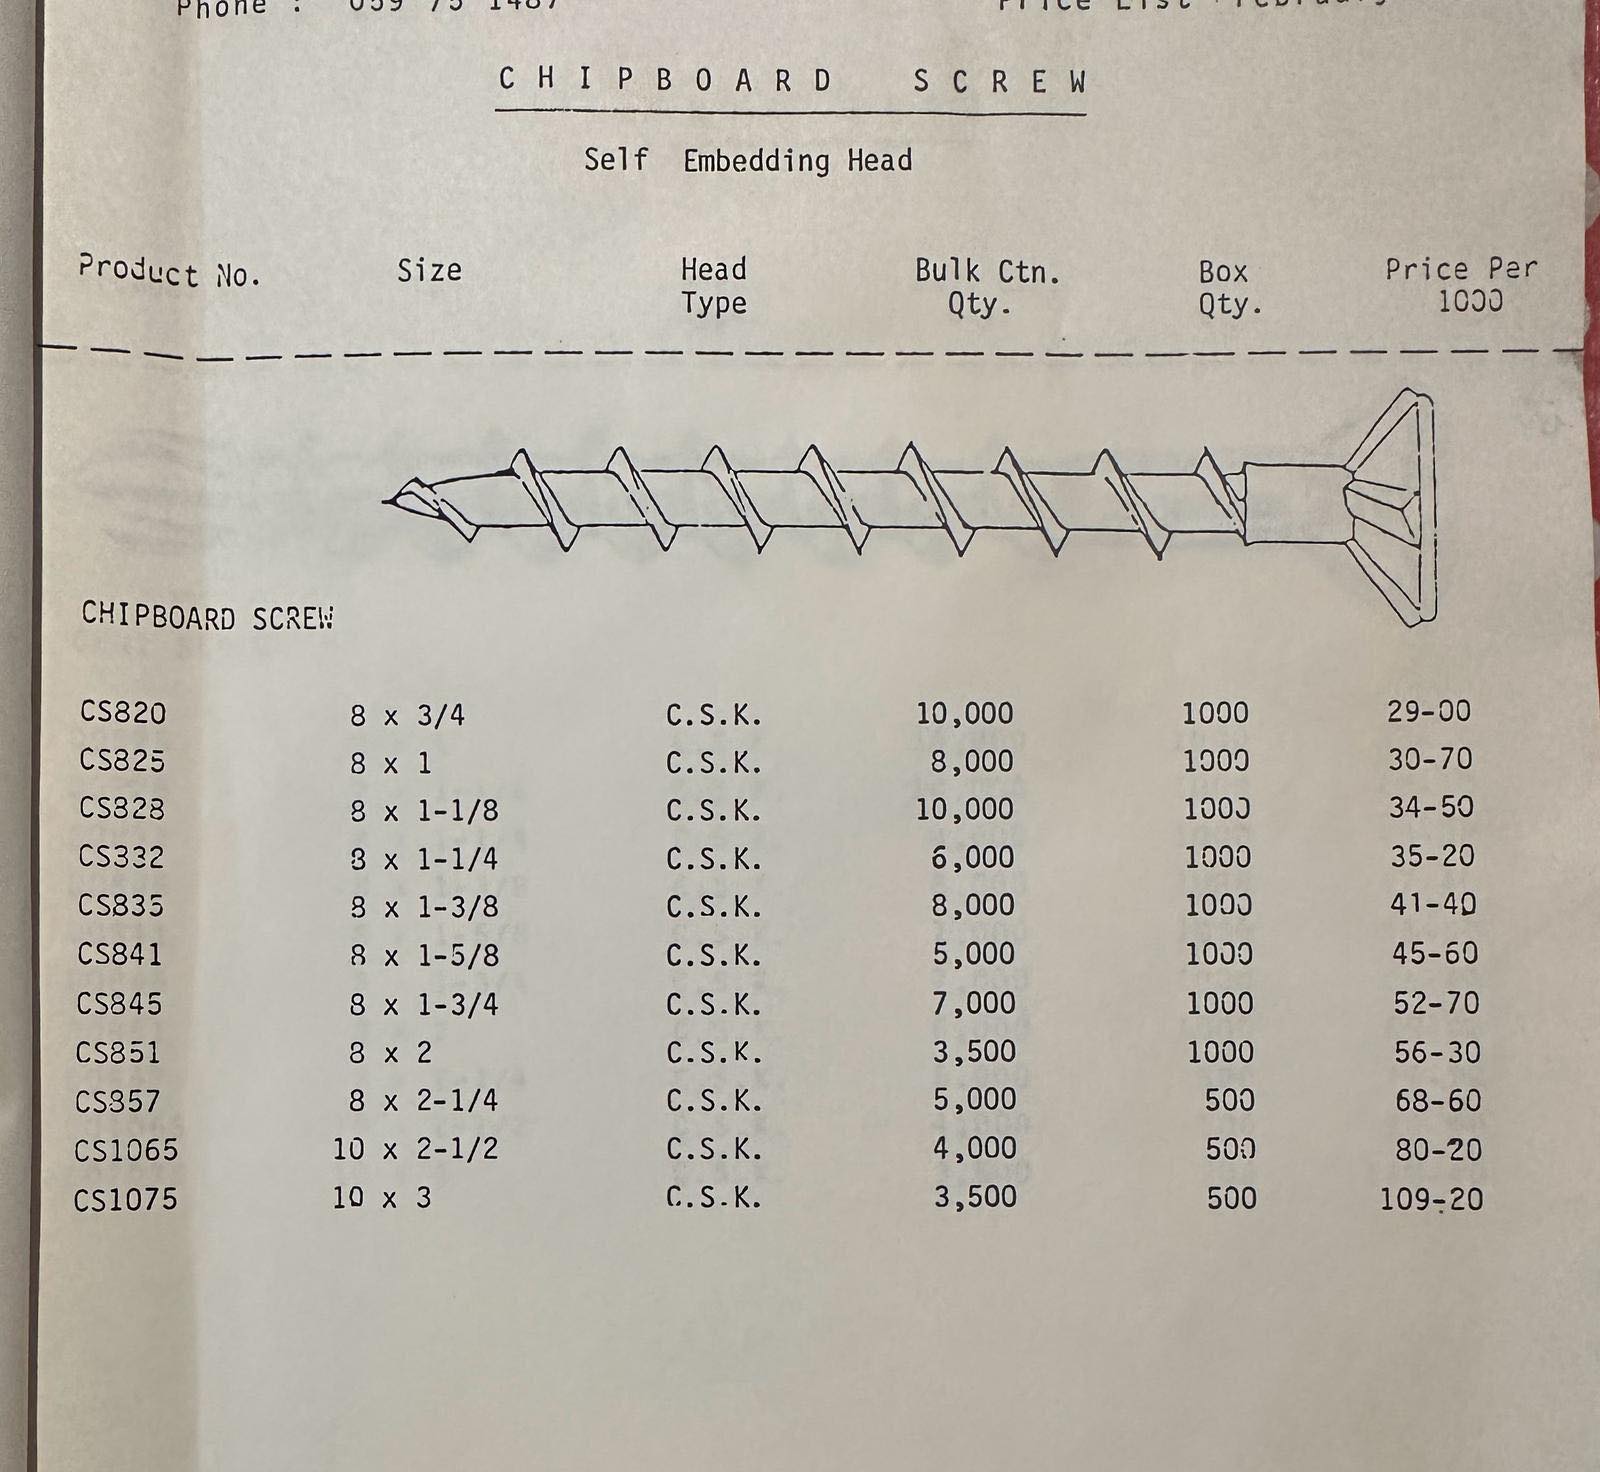 Phone : 059 75 1487
Price List February
CHIPBOARD SCREW
Self Embedding Head
Product No. Size Head Type Bulk Ctn. Qty. Box Qty. Price Per 1000
CHIPBOARD SCREW
CS820 8 x 3/4 C.S.K. 10,000 1000 29-00
CS825 8 x 1 C.S.K. 8,000 1000 30-70
CS828 8 x 1-1/8 C.S.K. 10,000 1000 34-50
CS832 8 x 1-1/4 C.S.K. 6,000 1000 35-20
CS835 8 x 1-3/8 C.S.K. 8,000 1000 41-40
CS841 8 x 1-5/8 C.S.K. 5,000 1000 45-60
CS845 8 x 1-3/4 C.S.K. 7,000 1000 52-70
CS851 8 x 2 C.S.K. 3,500 1000 56-30
CS857 8 x 2-1/4 C.S.K. 5,000 500 68-60
CS1065 10 x 2-1/2 C.S.K. 4,000 500 80-20
CS1075 10 x 3 C.S.K. 3,500 500 109-20